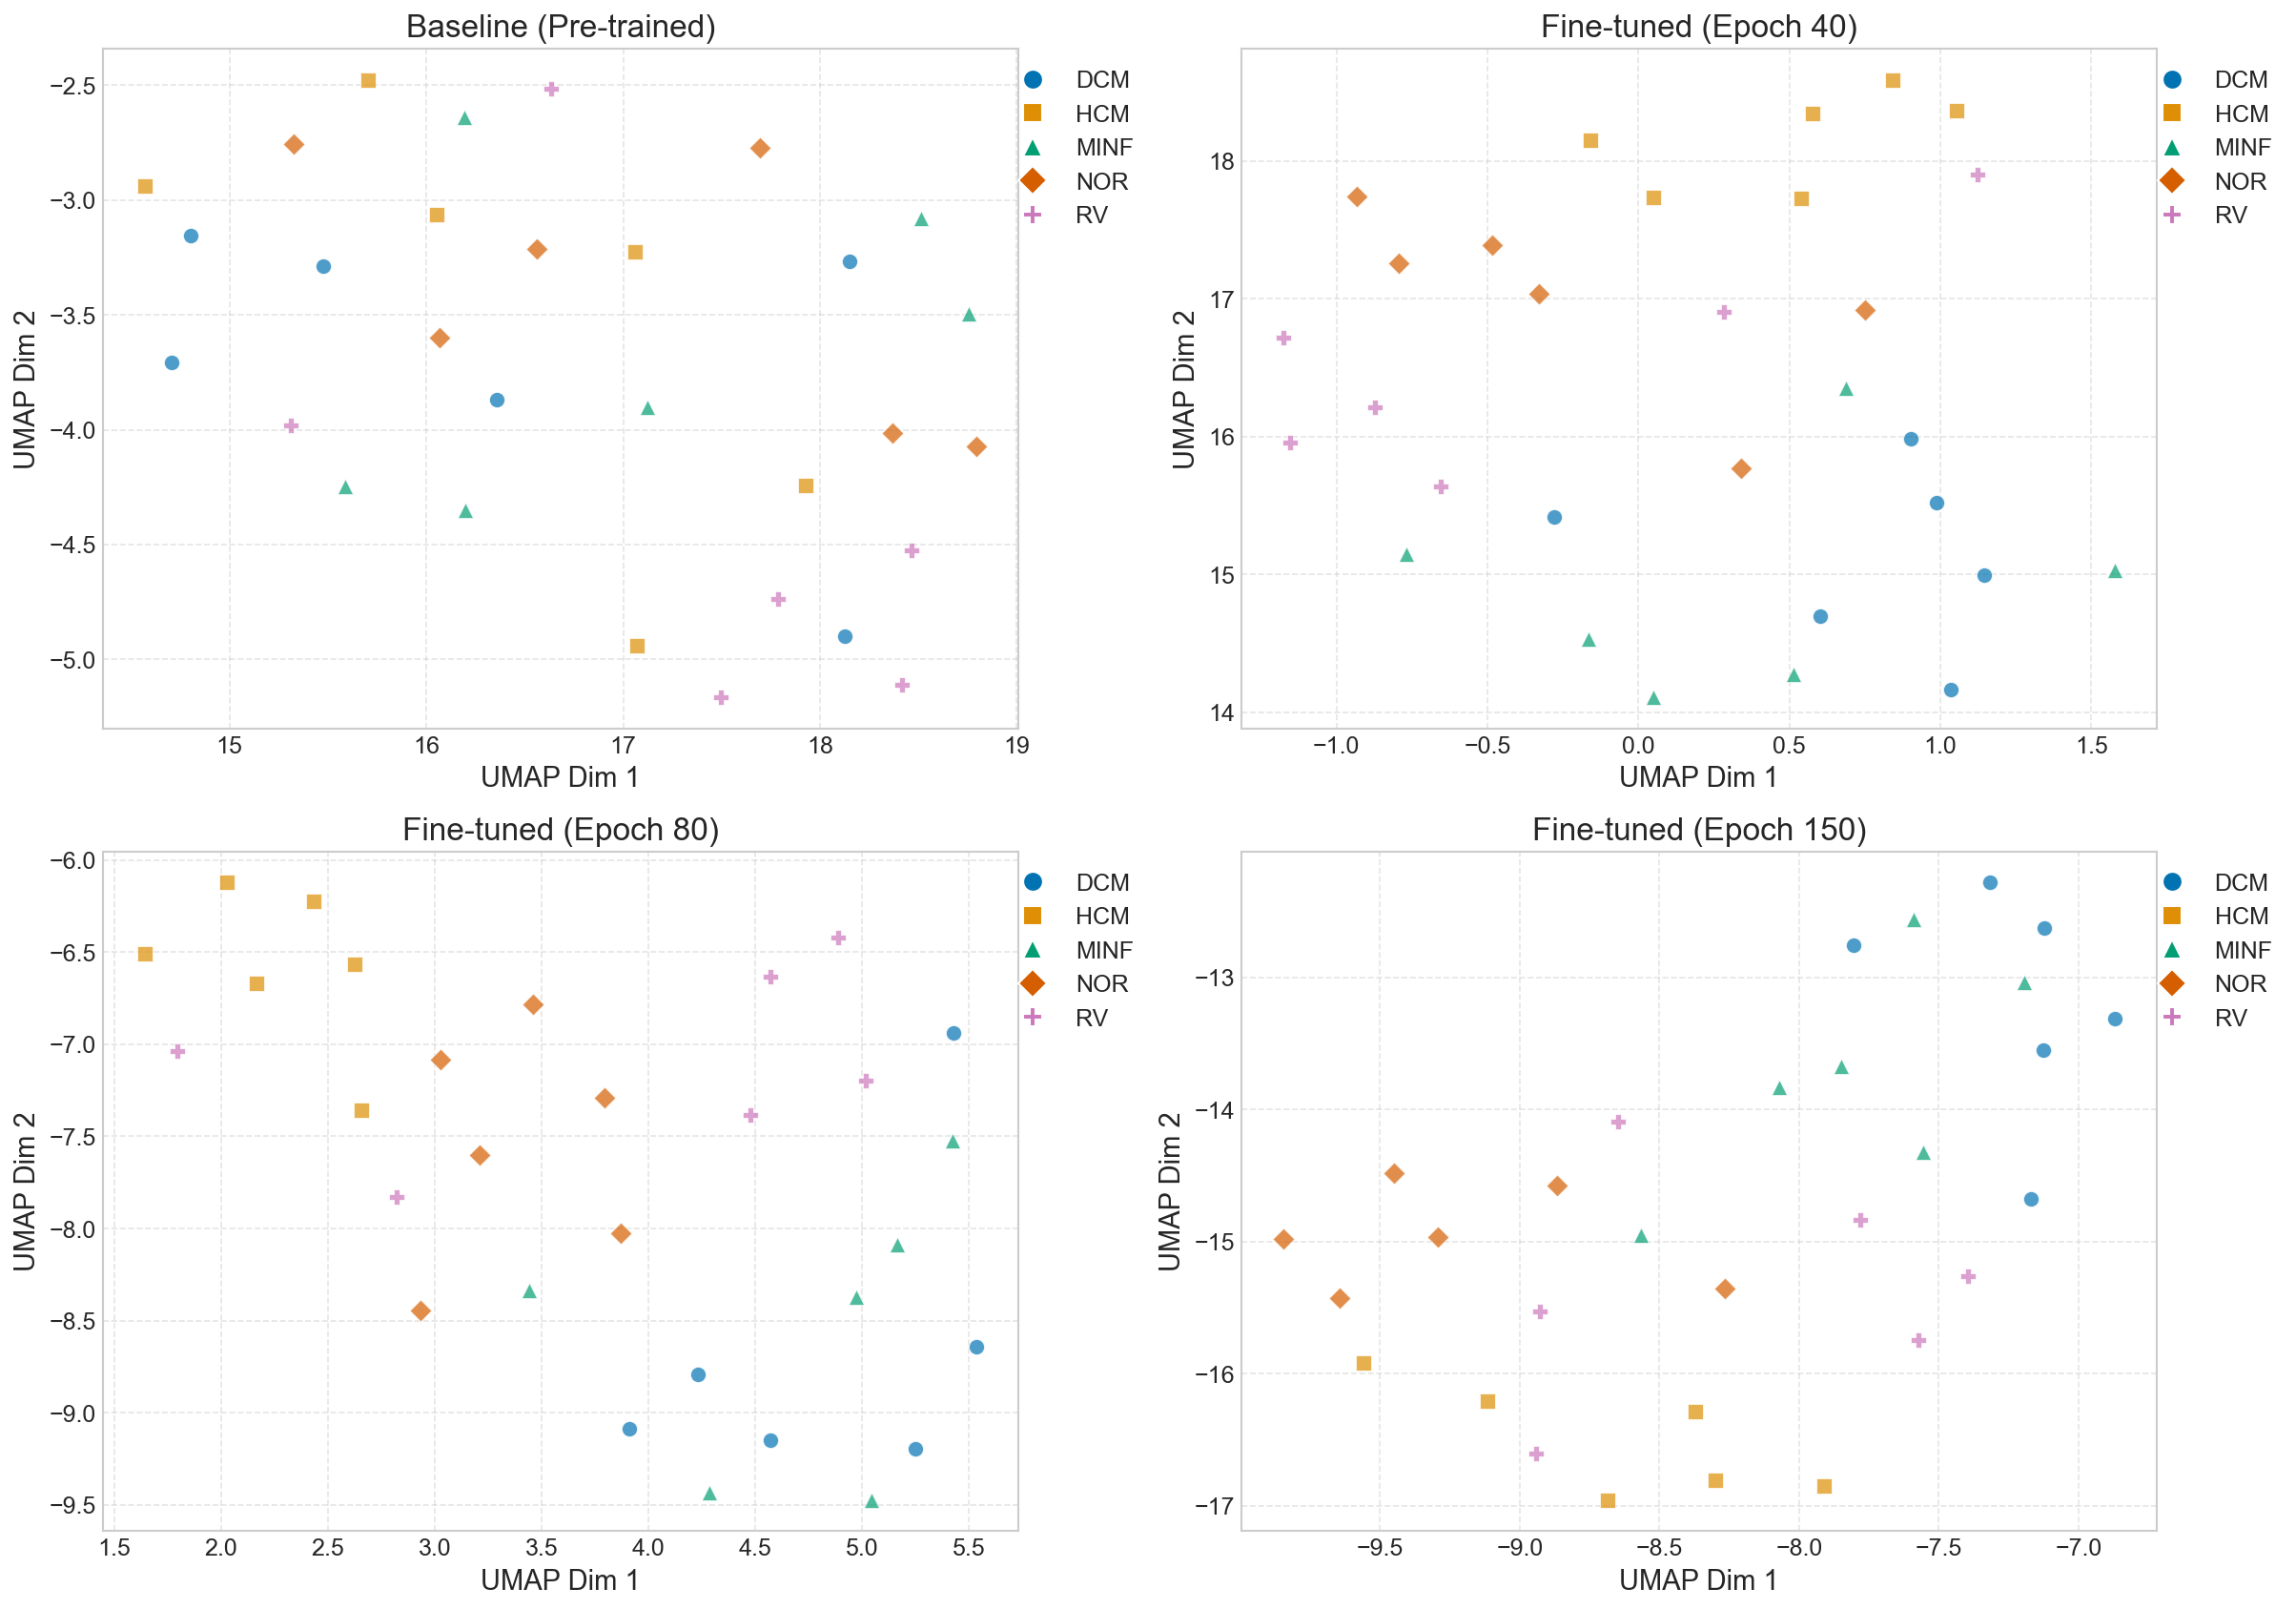 Baseline (Pre-trained)
−2.5
−3.0
−3.5
−4.0
−4.5
−5.0
UMAP Dim 2
15 16 17 18 19
UMAP Dim 1
DCM
HCM
MINF
NOR
RV
Fine-tuned (Epoch 40)
18
17
16
15
14
UMAP Dim 2
−1.0 −0.5 0.0 0.5 1.0 1.5
UMAP Dim 1
DCM
HCM
MINF
NOR
RV
Fine-tuned (Epoch 80)
−6.0
−6.5
−7.0
−7.5
−8.0
−8.5
−9.0
−9.5
UMAP Dim 2
1.5 2.0 2.5 3.0 3.5 4.0 4.5 5.0 5.5
UMAP Dim 1
DCM
HCM
MINF
NOR
RV
Fine-tuned (Epoch 150)
−13
−14
−15
−16
−17
UMAP Dim 2
−9.5 −9.0 −8.5 −8.0 −7.5 −7.0
UMAP Dim 1
DCM
HCM
MINF
NOR
RV